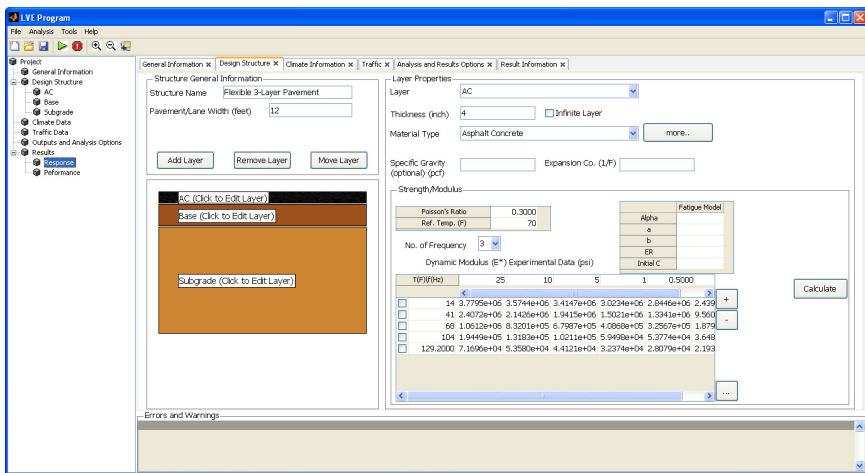 LVE Program
File Analysis Tools Help
Project
General Information
Design Structure
AC
Base
Subgrade
Climate Data
Traffic Data
Outputs and Analysis Options
Results
Response
Peformance
General Information × Design Structure × Climate Information × Traffic × Analysis and Results Options × Result Information ×
Structure General Information
Structure Name Flexible 3-Layer Pavement
Pavement/Lane Width (feet) 12
Add Layer Remove Layer Move Layer
AC (Click to Edit Layer)
Base (Click to Edit Layer)
Subgrade (Click to Edit Layer)
Layer Properties
Layer AC
Thickness (inch) 4 Infinite Layer
Material Type Asphalt Concrete more..
Specific Gravity (optional) (pcf) Expansion Co. (1/F)
Strength/Modulus
Poisson's Ratio 0.3000
Ref. Temp. (F) 70
Fatigue Model
Alpha
a
b
ER
Initial C
No. of Frequency 3
Dynamic Modulus (E*) Experimental Data (psi)
T(F)\f(Hz) 25 10 5 1 0.5000
14 3.7795e+06 3.5744e+06 3.4147e+06 3.0234e+06 2.8446e+06 2.439
41 2.4072e+06 2.1426e+06 1.9415e+06 1.5021e+06 1.3341e+06 9.560
68 1.0612e+06 8.3201e+05 6.7987e+05 4.0868e+05 3.2567e+05 1.879
104 1.9449e+05 1.3183e+05 1.0211e+05 5.9498e+04 5.3774e+04 3.648
129.2000 7.1696e+04 5.3580e+04 4.4121e+04 3.2374e+04 2.8079e+04 2.193
+
-
...
Calculate
Errors and Warnings